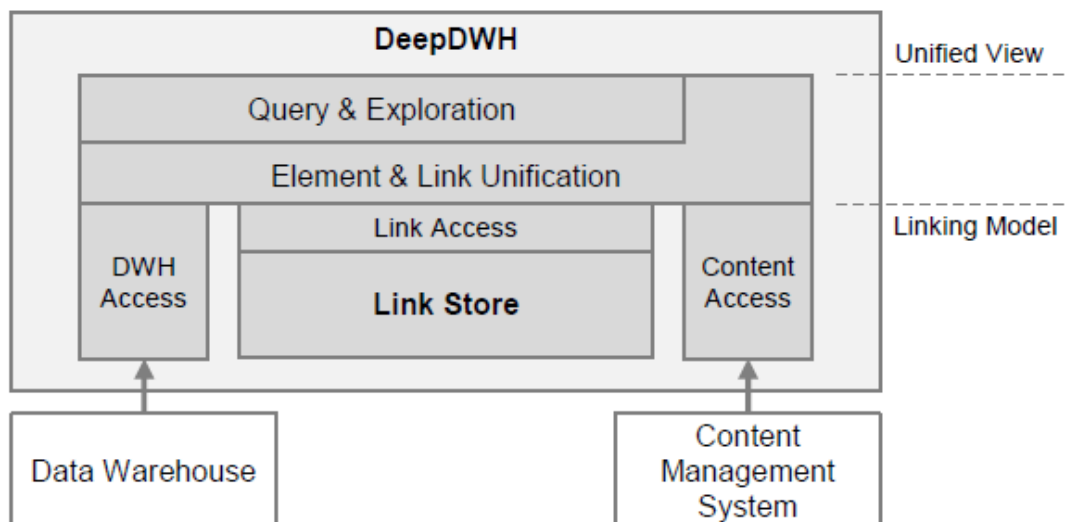 DeepDWH
Unified View
Query & Exploration
Element & Link Unification
Linking Model
Link Access
DWH
Access
Link Store
Content
Access
Data Warehouse
Content
Management
System